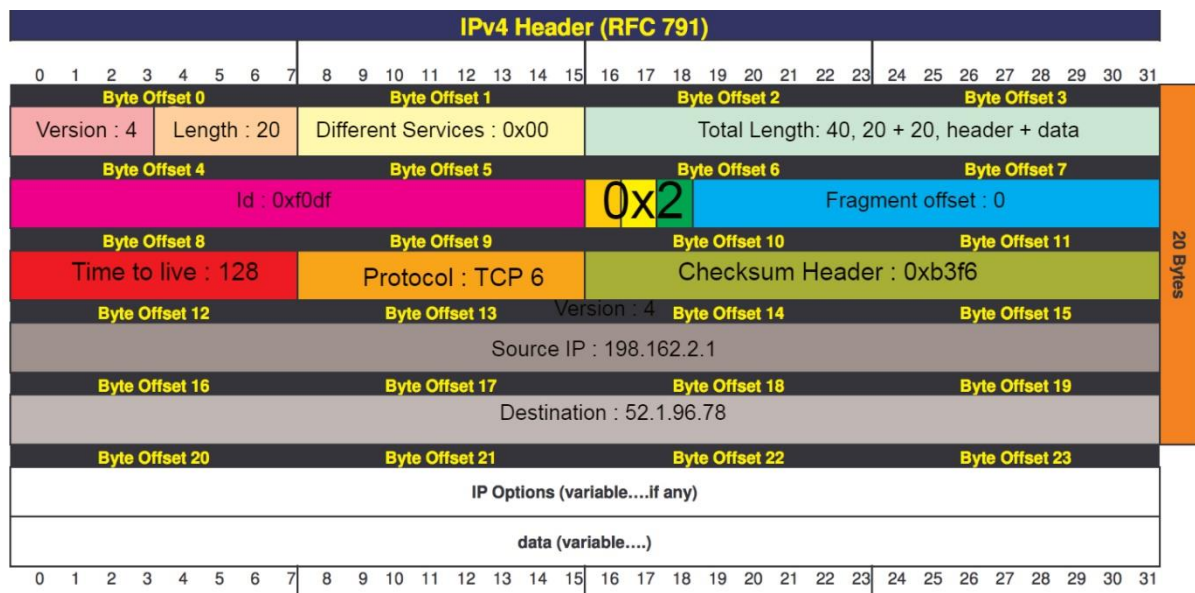 IPv4 Header (RFC 791)
0 1 2 3 4 5 6 7 8 9 10 11 12 13 14 15 16 17 18 19 20 21 22 23 24 25 26 27 28 29 30 31
Byte Offset 0 Byte Offset 1 Byte Offset 2 Byte Offset 3
Version : 4 Length : 20 Different Services : 0x00 Total Length: 40, 20 + 20, header + data
Byte Offset 4 Byte Offset 5 Byte Offset 6 Byte Offset 7
Id : 0xf0df 0x2 Fragment offset : 0
Byte Offset 8 Byte Offset 9 Byte Offset 10 Byte Offset 11
20 Bytes
Time to live : 128 Protocol : TCP 6 Checksum Header : 0xb3f6
Byte Offset 12 Byte Offset 13 Version : 4 Byte Offset 14 Byte Offset 15
Source IP : 198.162.2.1
Byte Offset 16 Byte Offset 17 Byte Offset 18 Byte Offset 19
Destination : 52.1.96.78
Byte Offset 20 Byte Offset 21 Byte Offset 22 Byte Offset 23
IP Options (variable....if any)
data (variable....)
0 1 2 3 4 5 6 7 8 9 10 11 12 13 14 15 16 17 18 19 20 21 22 23 24 25 26 27 28 29 30 31